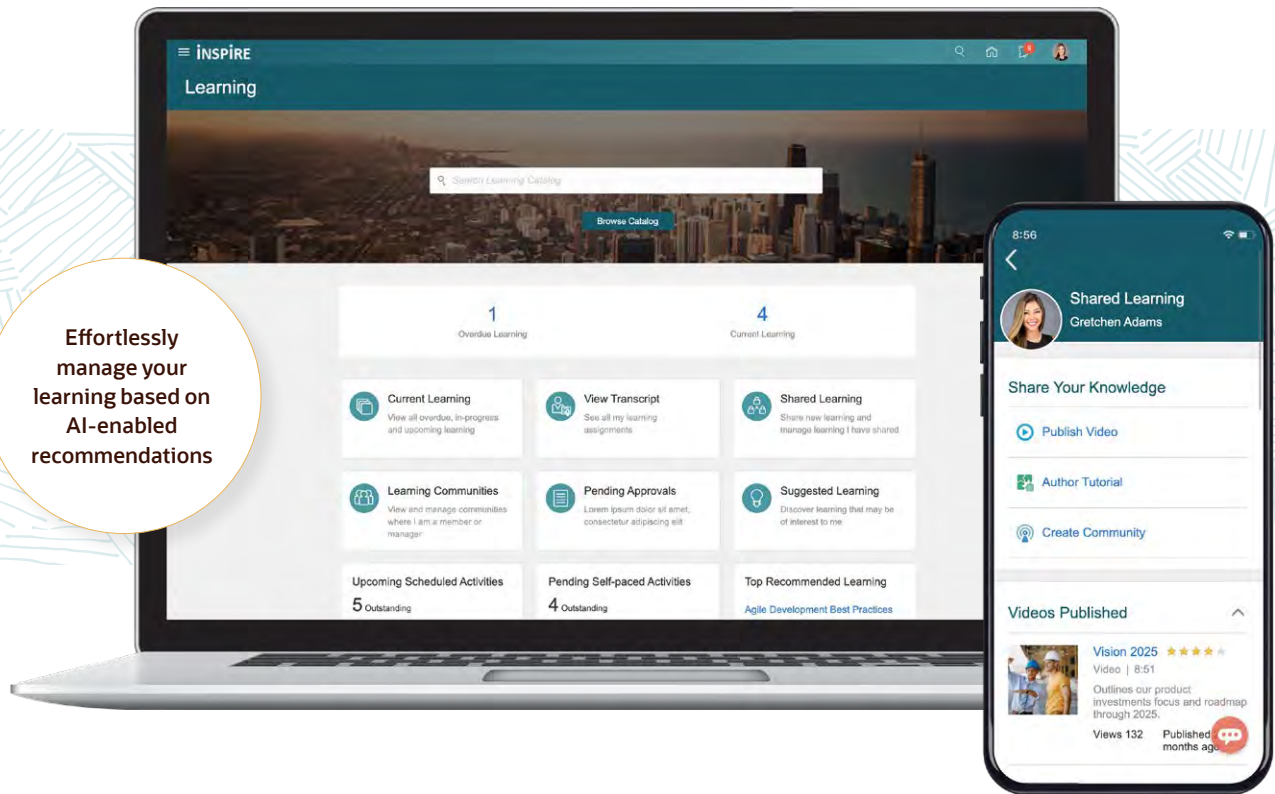 iNSPiRE
Learning
Search Learning Catalog
Browse Catalog
1
Overdue Learning
4
Current Learning
Current Learning
View all overdue, in-progress
and upcoming learning
View Transcript
See all my learning
assignments
Shared Learning
Share new learning and
manage learning I have shared
Learning Communities
View and manage communities
where I am a member or
manager
Pending Approvals
Lorem ipsum dolor sit amet,
consectetur adipiscing elit
Suggested Learning
Discover learning that may be
of interest to me
Upcoming Scheduled Activities
5 Outstanding
Pending Self-paced Activities
4 Outstanding
Top Recommended Learning
Agile Development Best Practices
Effortlessly
manage your
learning based on
AI-enabled
recommendations
8:56
Shared Learning
Gretchen Adams
Share Your Knowledge
Publish Video
Author Tutorial
Create Community
Videos Published
Vision 2025
Video | 8:51
Outlines our product
investments focus and roadmap
through 2025.
Views 132
Published
months ago